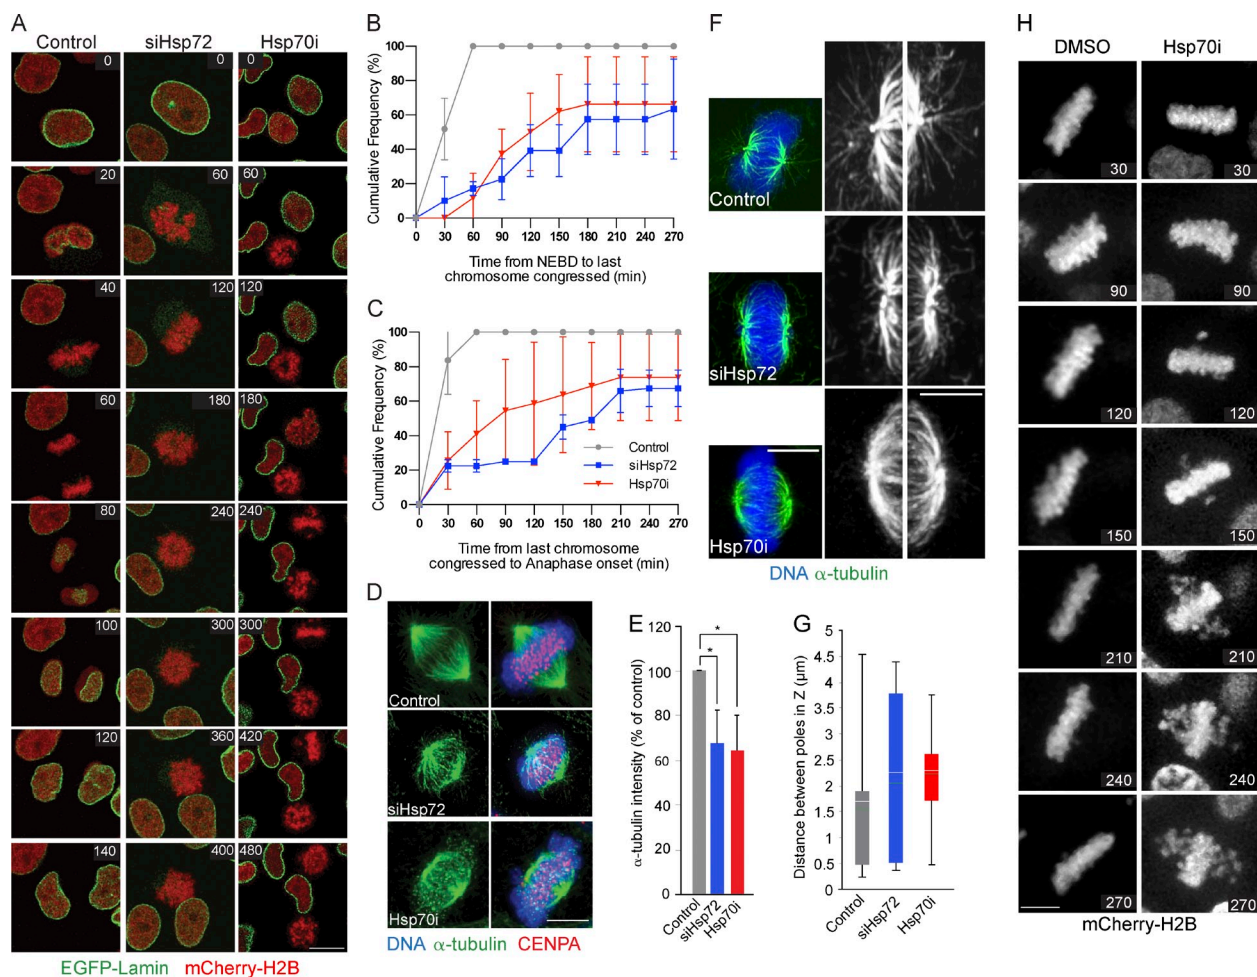 A
Control siHsp72 Hsp70i
0 0 0
20 60 60
40 120 120
60 180 180
80 240 240
100 300 300
120 360 420
140 400 480
EGFP-Lamin mCherry-H2B
B
Cumulative Frequency (%)
100
80
60
40
20
0
0 30 60 90 120 150 180 210 240 270
Time from NEBD to last
chromosome congressed (min)
C
Cumulative Frequency (%)
100
80
60
40
20
0
Control
siHsp72
Hsp70i
0 30 60 90 120 150 180 210 240 270
Time from last chromosome
congressed to Anaphase onset (min)
D
Control
siHsp72
Hsp70i
DNA α-tubulin CENPA
E
α-tubulin intensity (% of control)
120
100
80
60
40
20
0
* *
Control
siHsp72
Hsp70i
F
Control
siHsp72
Hsp70i
DNA α-tubulin
G
Distance between poles in Z (μm)
5
4.5
4
3.5
3
2.5
2
1.5
1
0.5
0
Control
siHsp72
Hsp70i
H
DMSO Hsp70i
30 30
90 90
120 120
150 150
210 210
240 240
270 270
mCherry-H2B